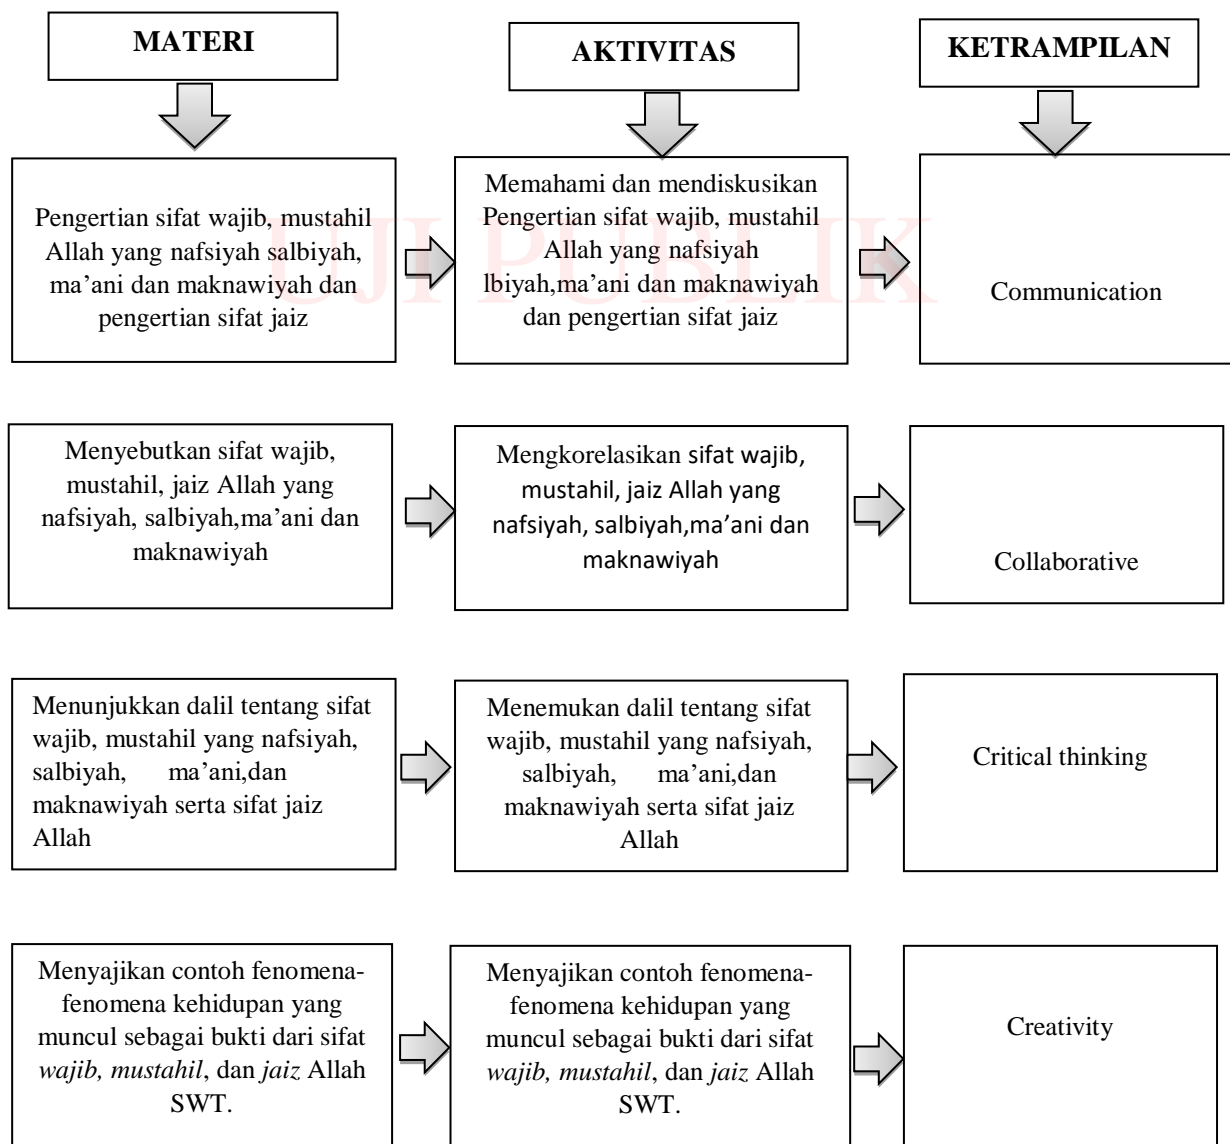 MATERI
AKTIVITAS
KETRAMPILAN
Pengertian sifat wajib, mustahil
Allah yang nafsiyah salbiyah,
ma'ani dan maknawiyah dan
pengertian sifat jaiz
Memahami dan mendiskusikan
Pengertian sifat wajib, mustahil
Allah yang nafsiyah
lbiyah,ma'ani dan maknawiyah
dan pengertian sifat jaiz
Communication
UJI PUBLIK
Menyebutkan sifat wajib,
mustahil, jaiz Allah yang
nafsiyah, salbiyah,ma'ani dan
maknawiyah
Mengkorelasikan sifat wajib,
mustahil, jaiz Allah yang
nafsiyah, salbiyah,ma'ani dan
maknawiyah
Collaborative
Menunjukkan dalil tentang sifat
wajib, mustahil yang nafsiyah,
salbiyah, ma'ani,dan
maknawiyah serta sifat jaiz
Allah
Menemukan dalil tentang sifat
wajib, mustahil yang nafsiyah,
salbiyah, ma'ani,dan
maknawiyah serta sifat jaiz
Allah
Critical thinking
Menyajikan contoh fenomena-
fenomena kehidupan yang
muncul sebagai bukti dari sifat
wajib, mustahil, dan jaiz Allah
SWT.
Menyajikan contoh fenomena-
fenomena kehidupan yang
muncul sebagai bukti dari sifat
wajib, mustahil, dan jaiz Allah
SWT.
Creativity